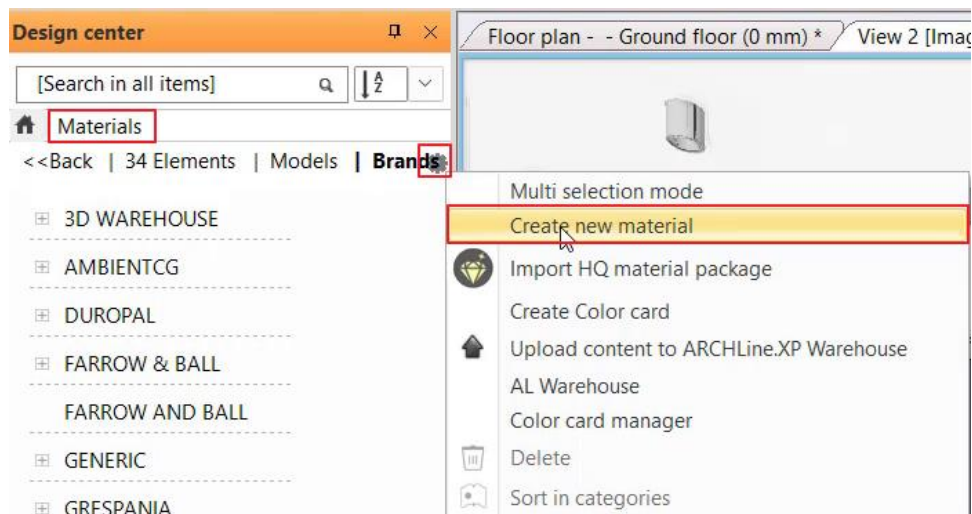 Design center
Floor plan - - Ground floor (0 mm) *
View 2 [Imag
[Search in all items]
A
Z
Materials
<<Back | 34 Elements | Models | Brands
Multi selection mode
Create new material
Import HQ material package
Create Color card
Upload content to ARCHLine.XP Warehouse
AL Warehouse
Color card manager
Delete
Sort in categories
3D WAREHOUSE
AMBIENTCG
DUROPAL
FARROW & BALL
FARROW AND BALL
GENERIC
GRESPANIA